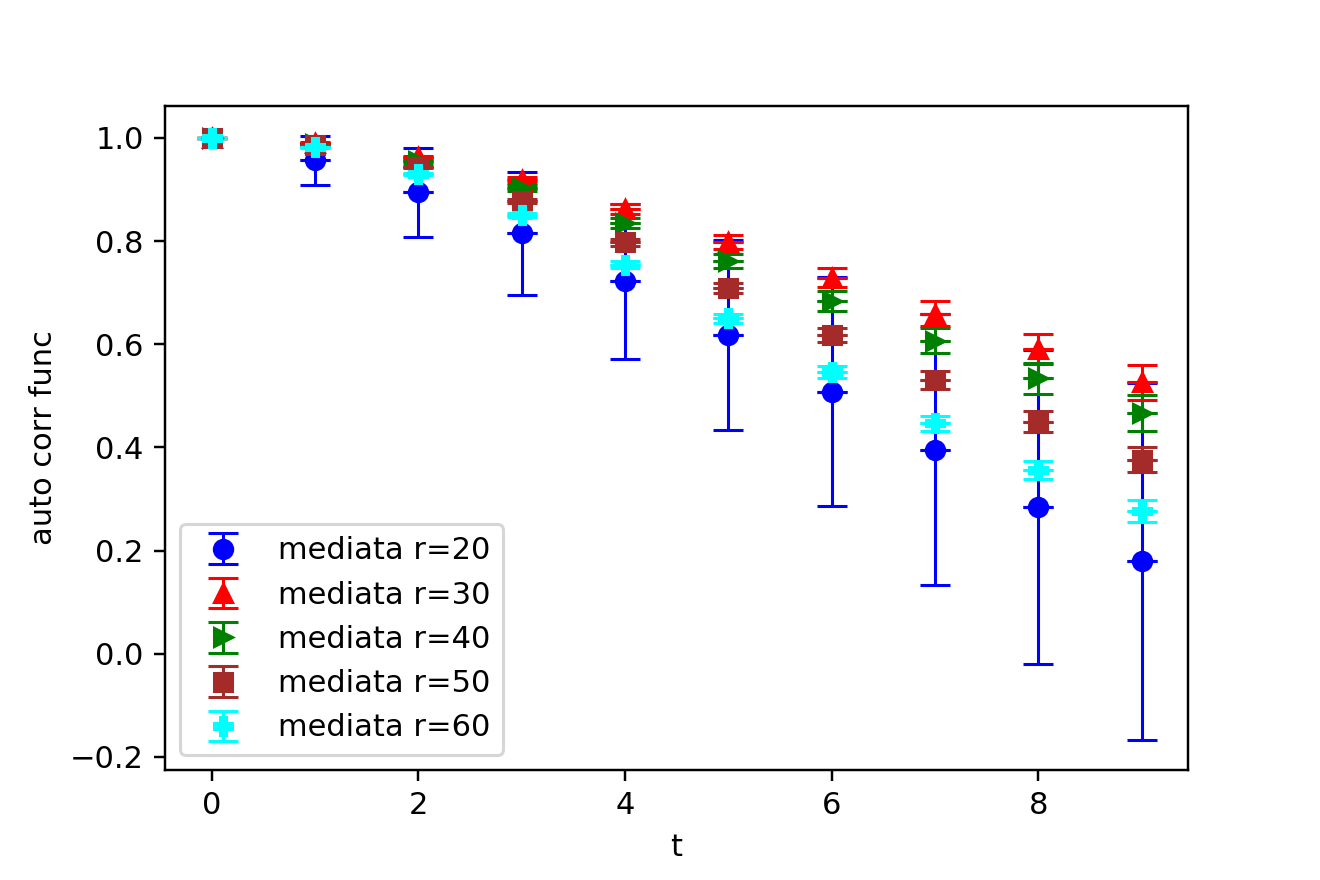 1.0
0.8
0.6
0.4
0.2
0.0
−0.2
auto corr func
mediata r=20
mediata r=30
mediata r=40
mediata r=50
mediata r=60
0 2 4 6 8
t